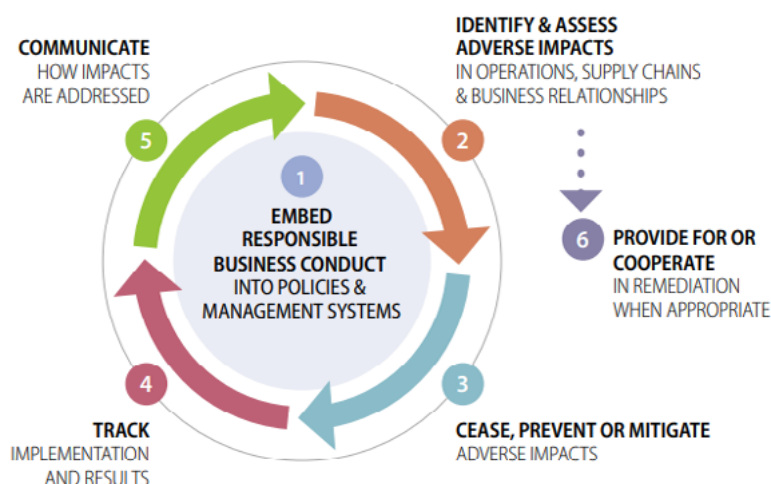 1
EMBED
RESPONSIBLE
BUSINESS CONDUCT
INTO POLICIES &
MANAGEMENT SYSTEMS
2
IDENTIFY & ASSESS
ADVERSE IMPACTS
IN OPERATIONS, SUPPLY CHAINS
& BUSINESS RELATIONSHIPS
3
CEASE, PREVENT OR MITIGATE
ADVERSE IMPACTS
4
TRACK
IMPLEMENTATION
AND RESULTS
5
COMMUNICATE
HOW IMPACTS
ARE ADDRESSED
6
PROVIDE FOR OR
COOPERATE
IN REMEDIATION
WHEN APPROPRIATE